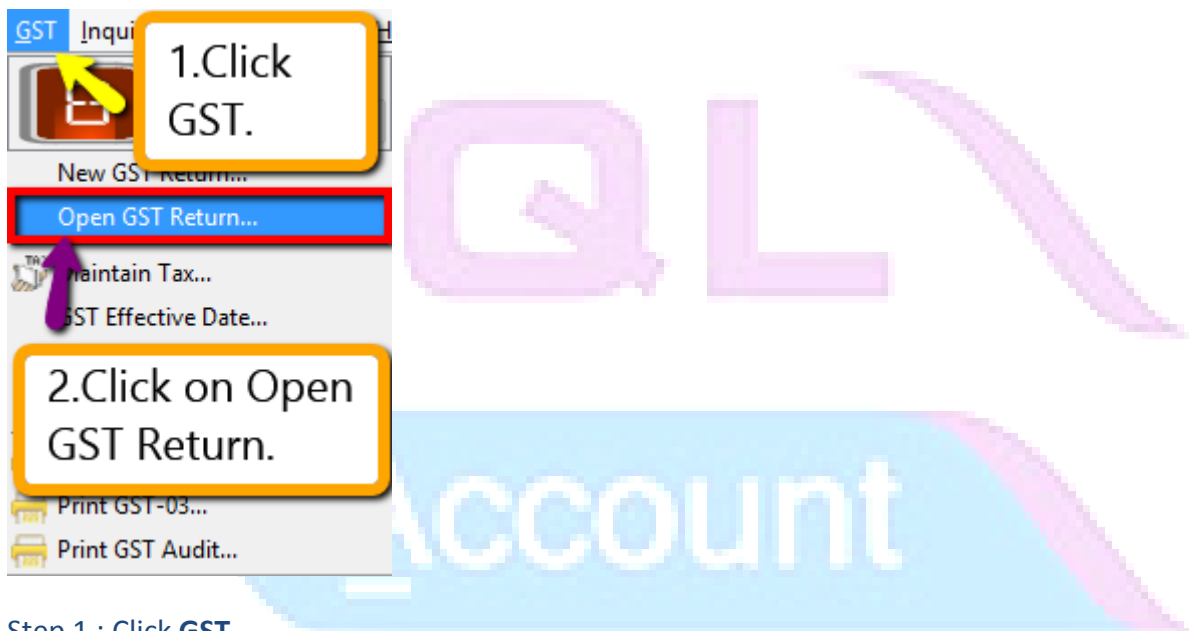 GST Inqui H
1.Click
GST.
New GST Return...
Open GST Return...
Maintain Tax...
GST Effective Date...
2.Click on Open
GST Return.
Print GST-03...
Print GST Audit...
QL
Account
Step 1 : Click GST